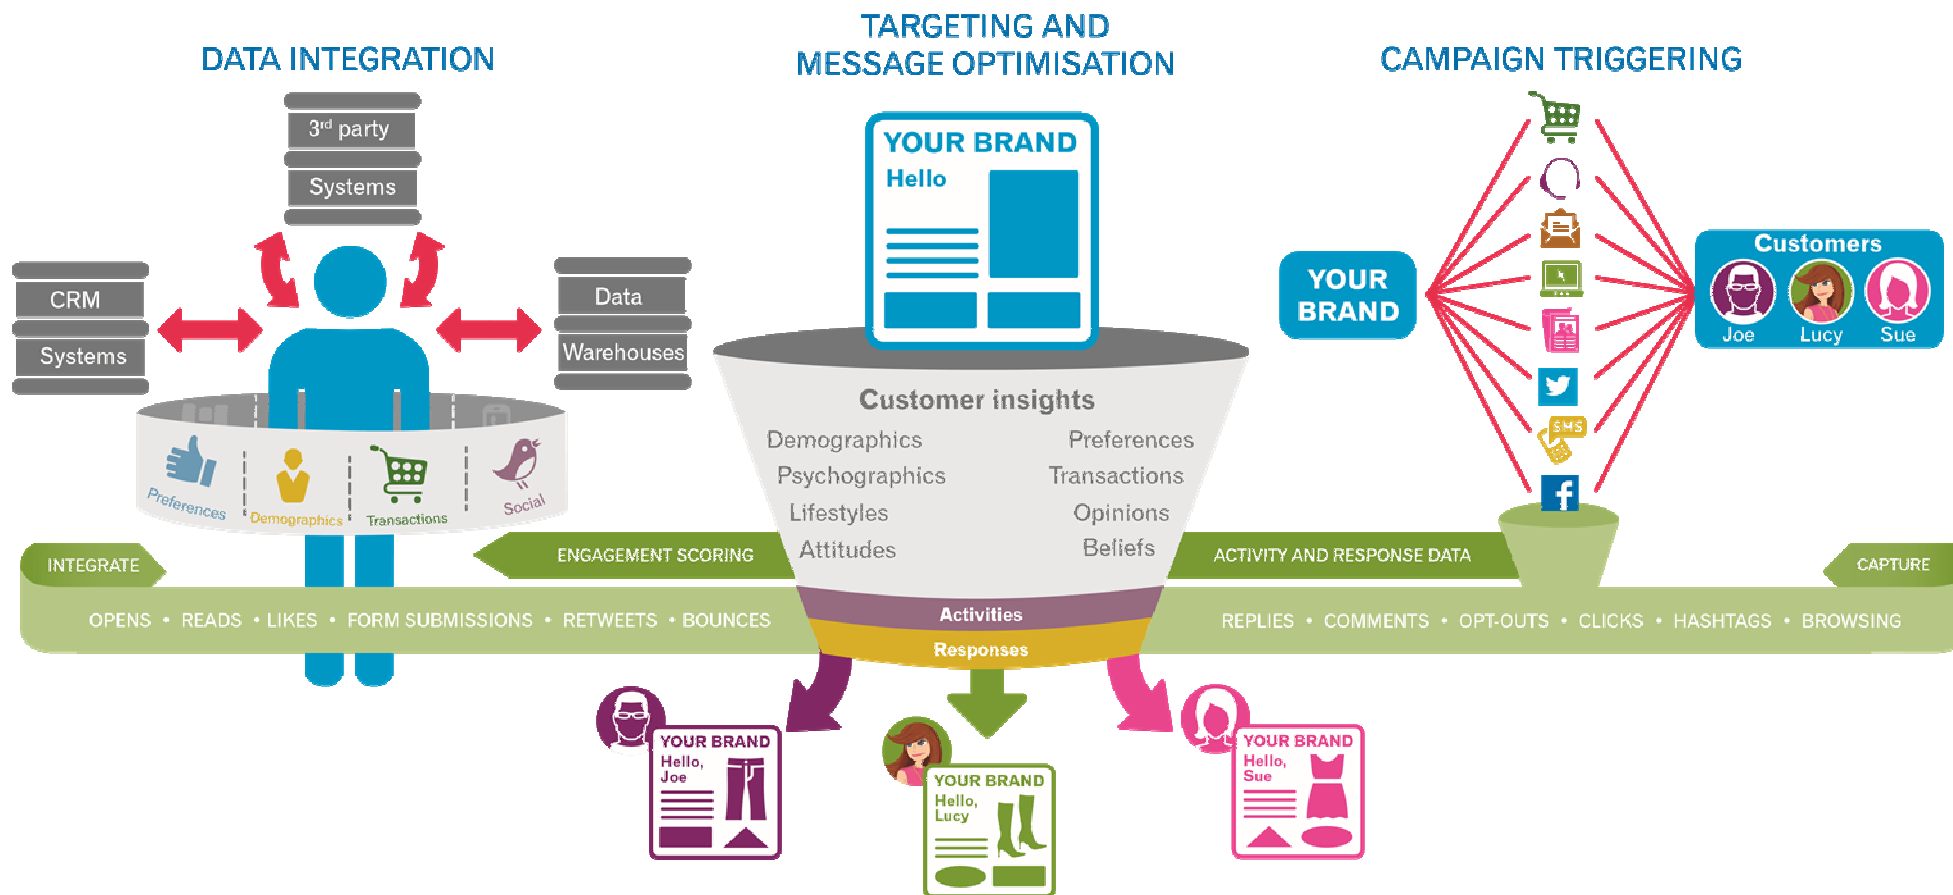 DATA INTEGRATION
3rd party
Systems
CRM
Systems
Data
Warehouses
Preferences
Demographics
Transactions
Social
TARGETING AND
MESSAGE OPTIMISATION
YOUR BRAND
Hello
Customer insights
Demographics
Preferences
Psychographics
Transactions
Lifestyles
Opinions
Attitudes
Beliefs
Activities
Responses
CAMPAIGN TRIGGERING
YOUR
BRAND
SMS
Customers
Joe
Lucy
Sue
INTEGRATE
ENGAGEMENT SCORING
ACTIVITY AND RESPONSE DATA
CAPTURE
OPENS • READS • LIKES • FORM SUBMISSIONS • RETWEETS • BOUNCES
REPLIES • COMMENTS • OPT-OUTS • CLICKS • HASHTAGS • BROWSING
YOUR BRAND
Hello,
Joe
YOUR BRAND
Hello,
Lucy
YOUR BRAND
Hello,
Sue